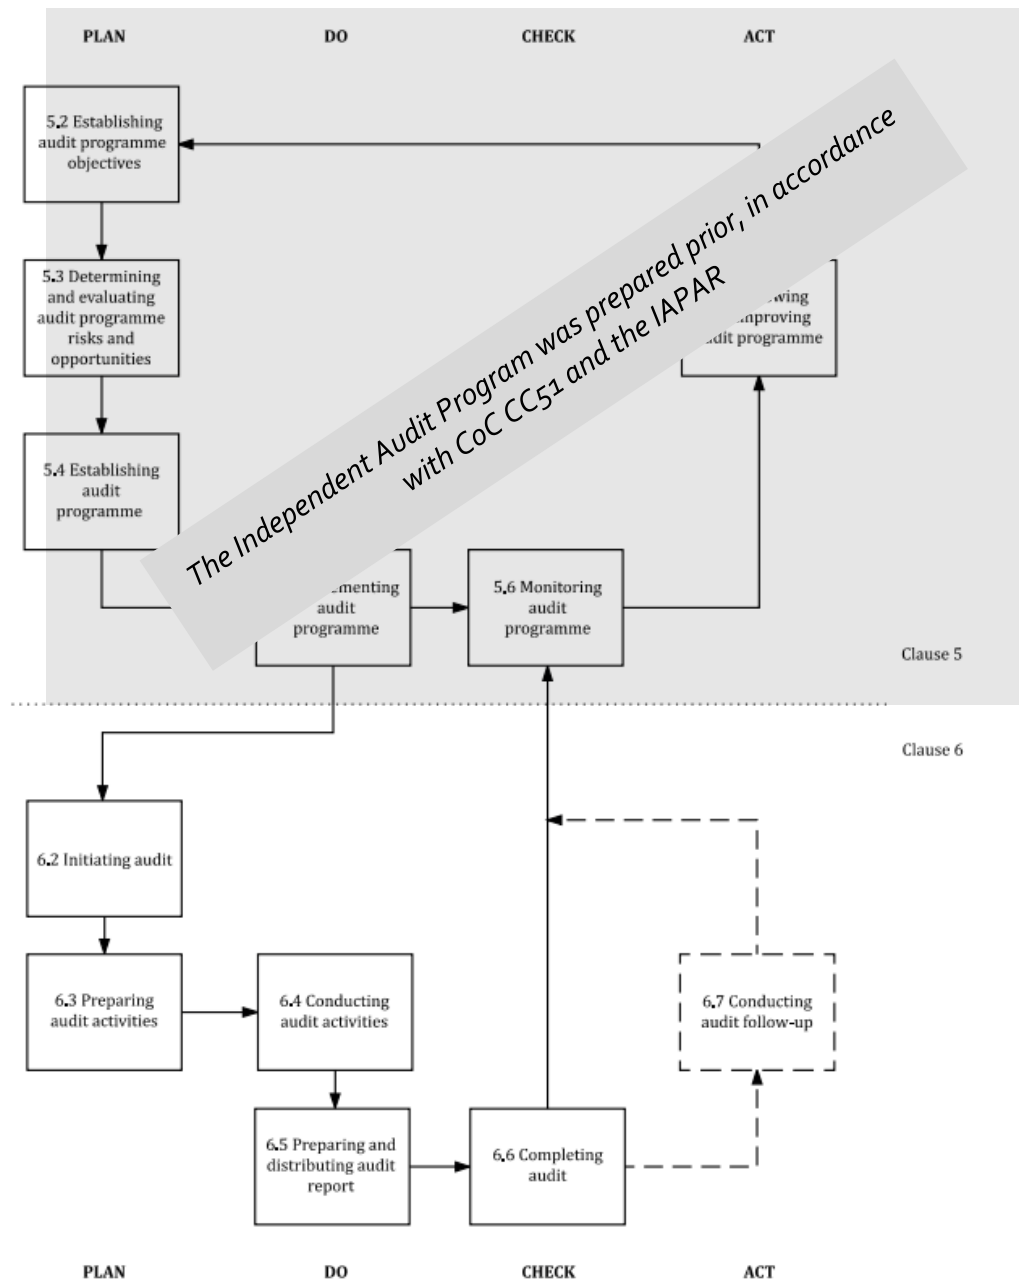 PLAN DO CHECK ACT
5.2 Establishing
audit programme
objectives
5.3 Determining
and evaluating
audit programme
risks and
opportunities
5.4 Establishing
audit
programme
The Independent Audit Program was prepared prior, in accordance
with CoC CC51 and the IAPAR
audit programme
audit
programme
5.6 Monitoring
audit
programme
Clause 5
Clause 6
6.2 Initiating audit
6.3 Preparing
audit activities
6.4 Conducting
audit activities
6.5 Preparing and
distributing audit
report
6.6 Completing
audit
6.7 Conducting
audit follow-up
PLAN DO CHECK ACT